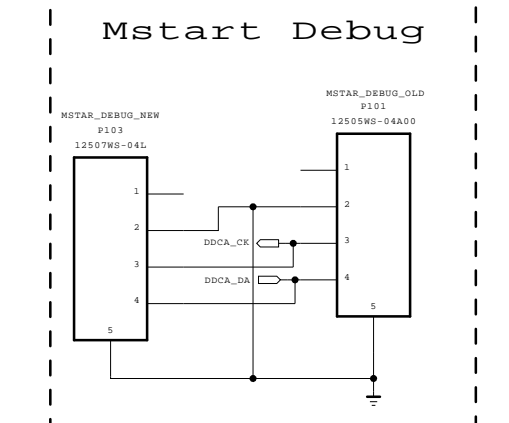 Mstart Debug
MSTAR_DEBUG_OLD
P101
12505WS-04A00
MSTAR_DEBUG_NEW
P103
12507WS-04L
1
1
2
2
DDCA_CK
3
3
DDCA_DA
4
4
5
5